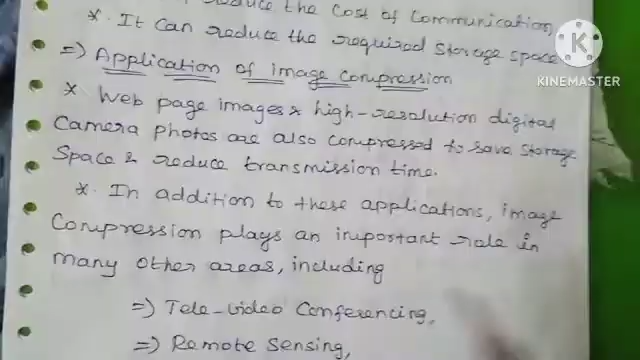 reduce the cost of communication
*. It can reduce the required storage space
=) Application of image compression
* Web page images & high-resolution digital
camera photos are also compressed to save storage
space & reduce transmission time.
*. In addition to these applications, image
compression plays an important role in
many other areas, including
=) Tele-video conferencing,
=) Remote sensing,
KINEMASTER